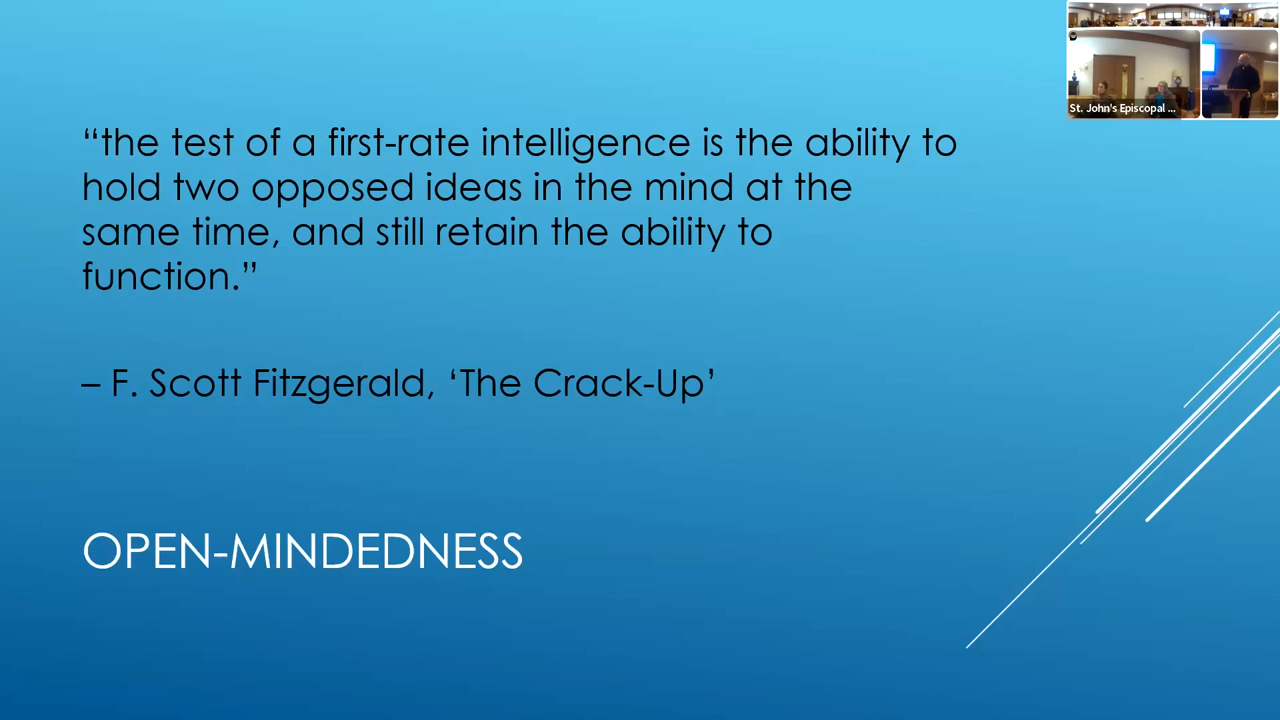 “the test of a first-rate intelligence is the ability to
hold two opposed ideas in the mind at the
same time, and still retain the ability to
function.”
– F. Scott Fitzgerald, ‘The Crack-Up’
OPEN-MINDEDNESS
St. John's Episcopal ...